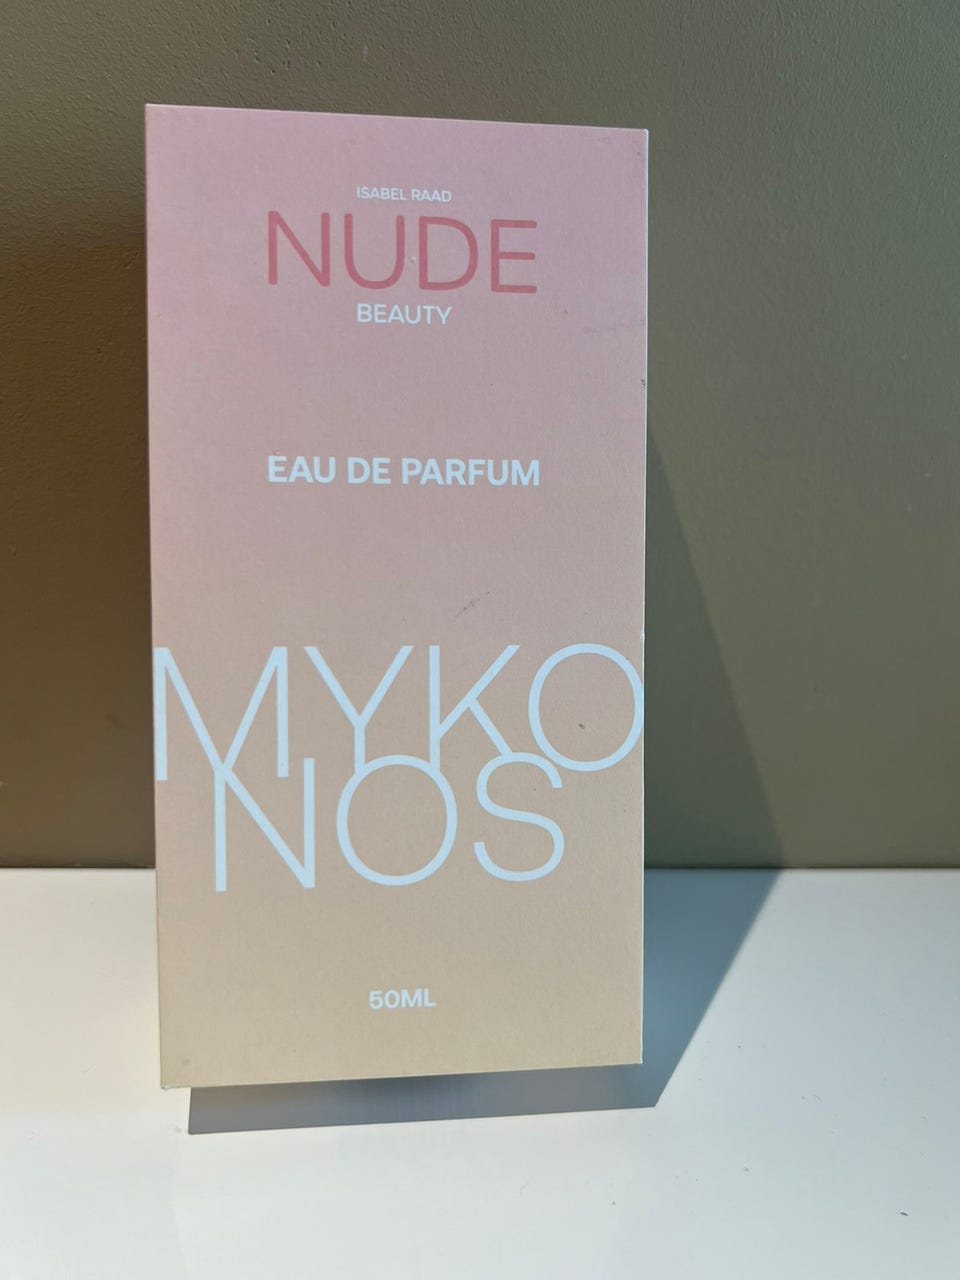 ISABEL RAAD
NUDE
BEAUTY
EAU DE PARFUM
MYKO
NOS
50ML